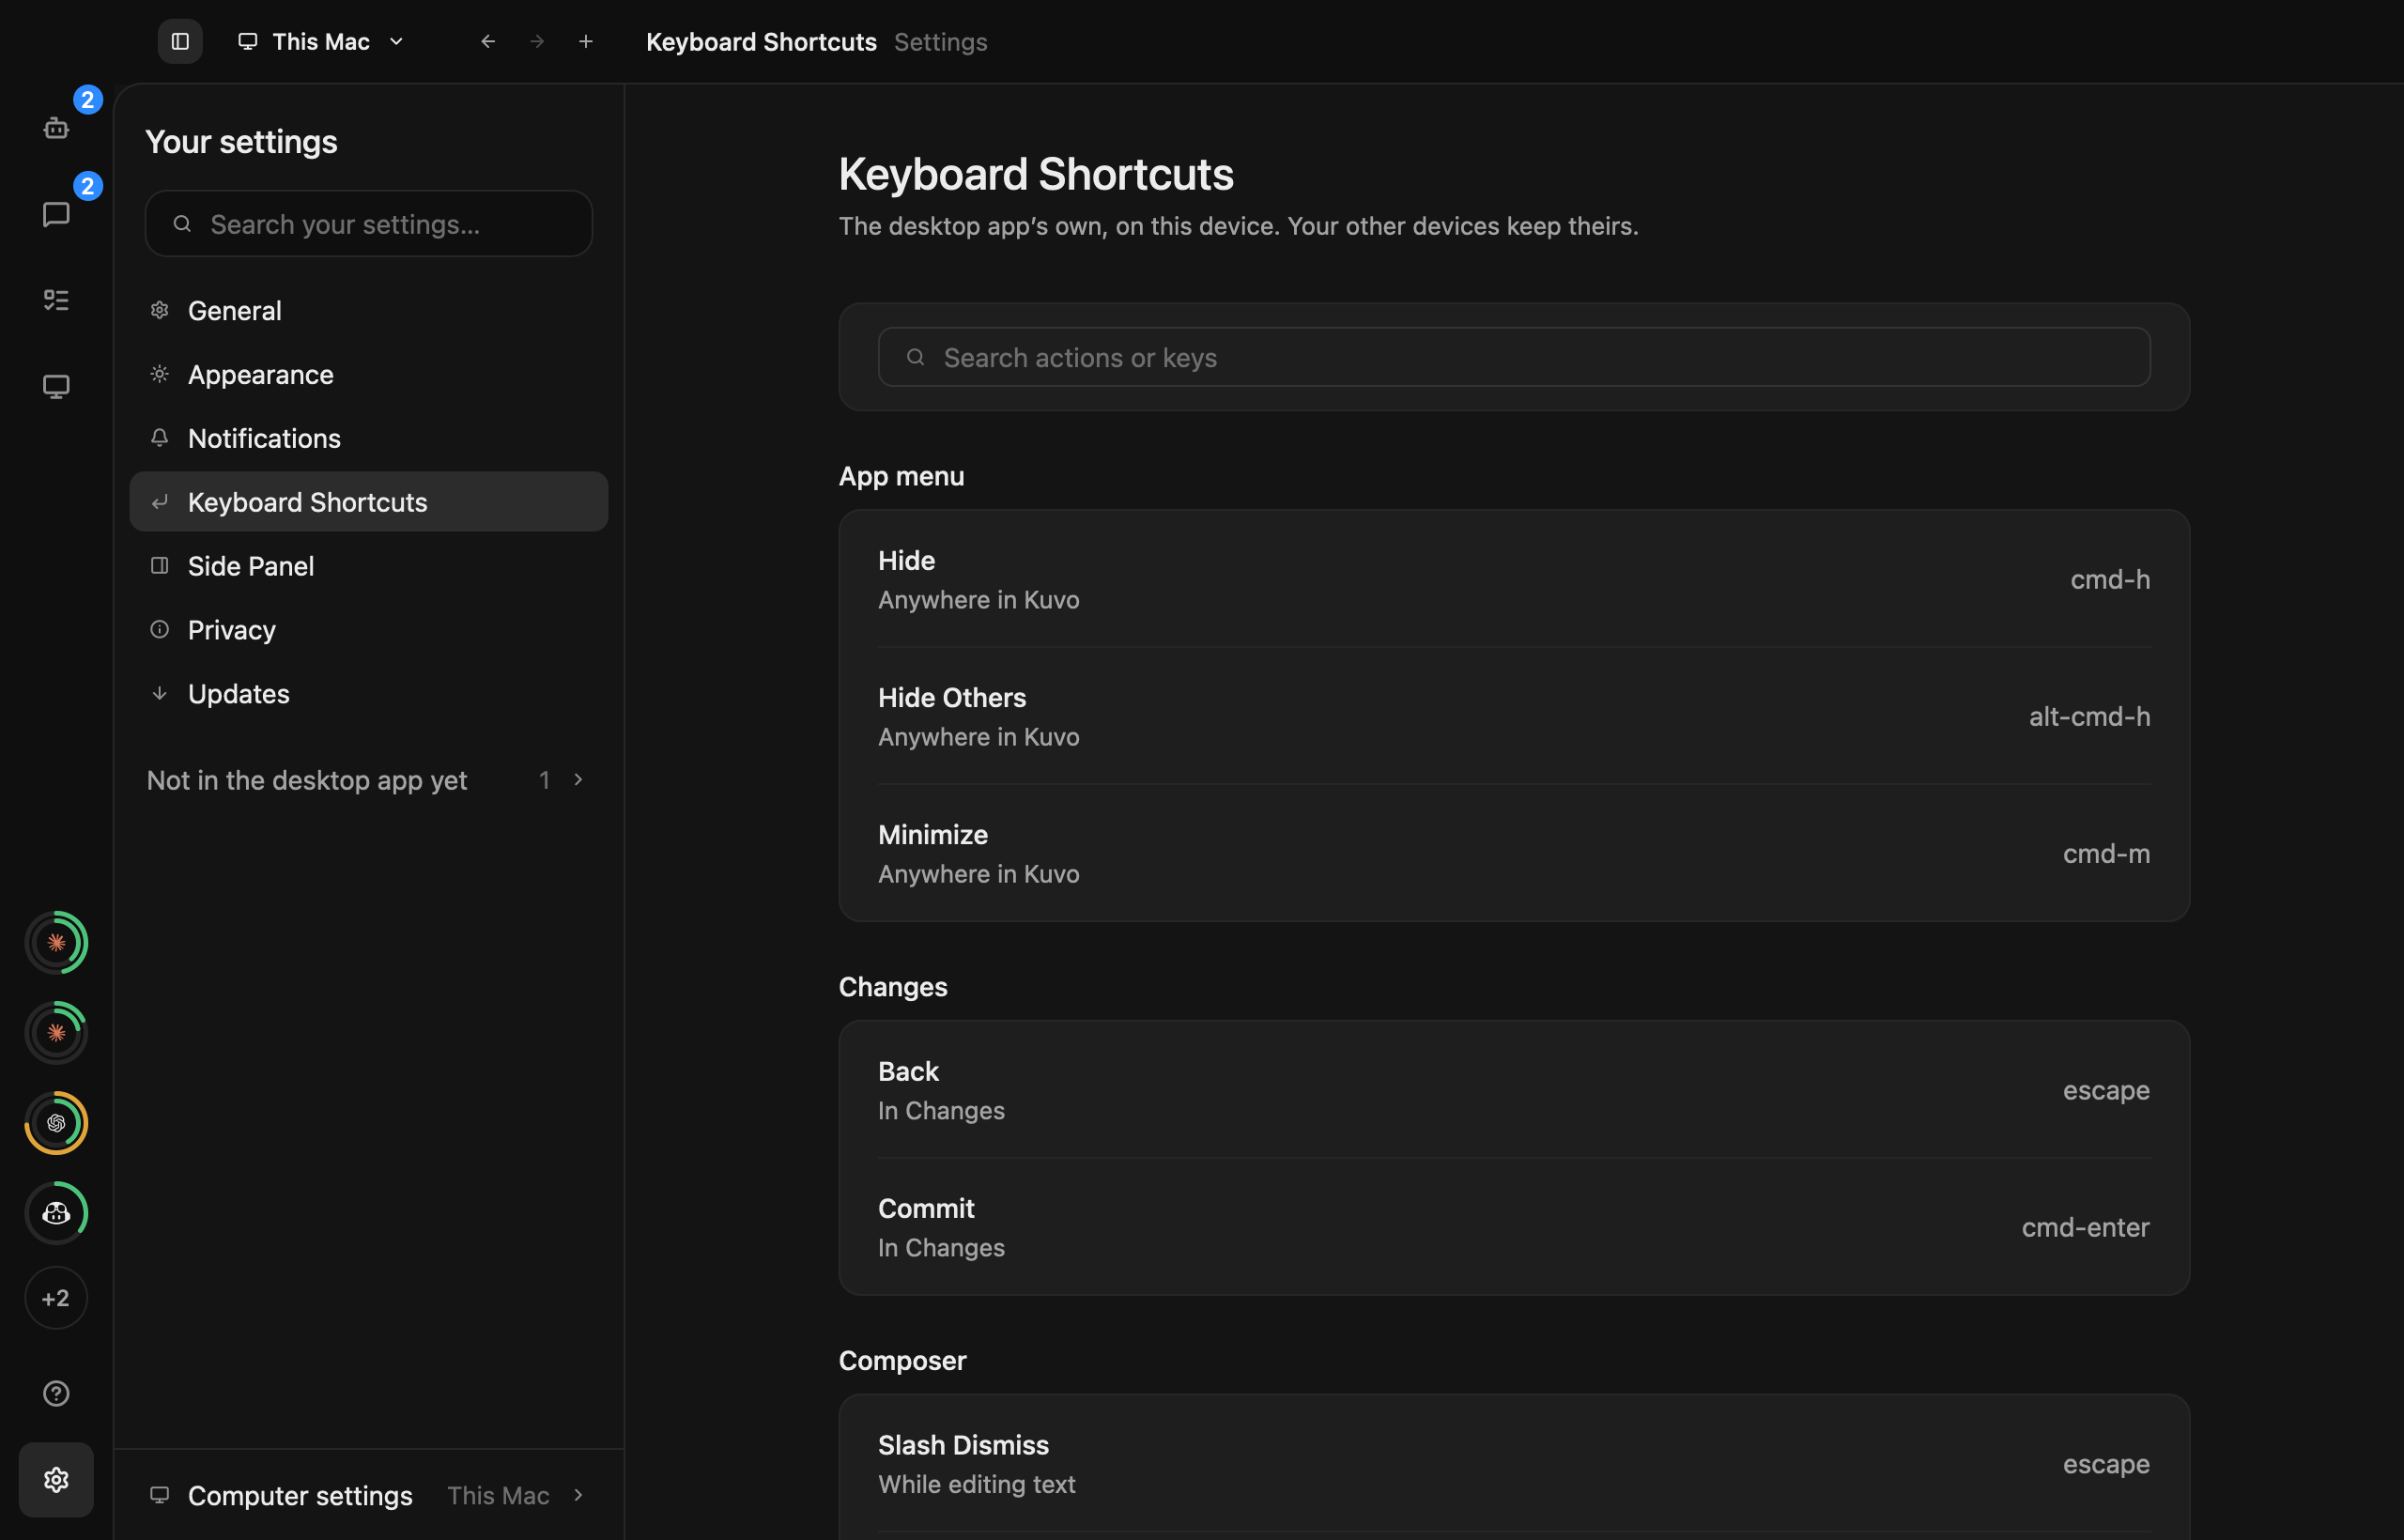 This Mac
Keyboard Shortcuts Settings
2
2
Your settings
Search your settings...
General
Appearance
Notifications
Keyboard Shortcuts
Side Panel
Privacy
Updates
Not in the desktop app yet 1
+2
Computer settings This Mac
Keyboard Shortcuts
The desktop app’s own, on this device. Your other devices keep theirs.
Search actions or keys
App menu
Hide
Anywhere in Kuvo
cmd-h
Hide Others
Anywhere in Kuvo
alt-cmd-h
Minimize
Anywhere in Kuvo
cmd-m
Changes
Back
In Changes
escape
Commit
In Changes
cmd-enter
Composer
Slash Dismiss
While editing text
escape